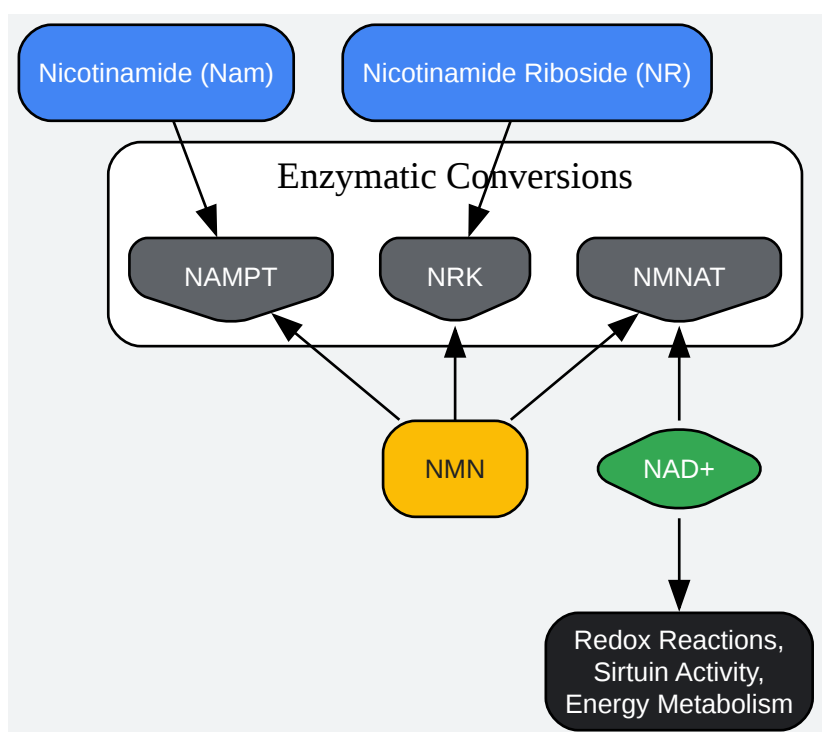 Nicotinamide (Nam)
Nicotinamide Riboside (NR)
Enzymatic Conversions
NAMPT
NRK
NMNAT
NMN
NAD+
Redox Reactions,
Sirtuin Activity,
Energy Metabolism